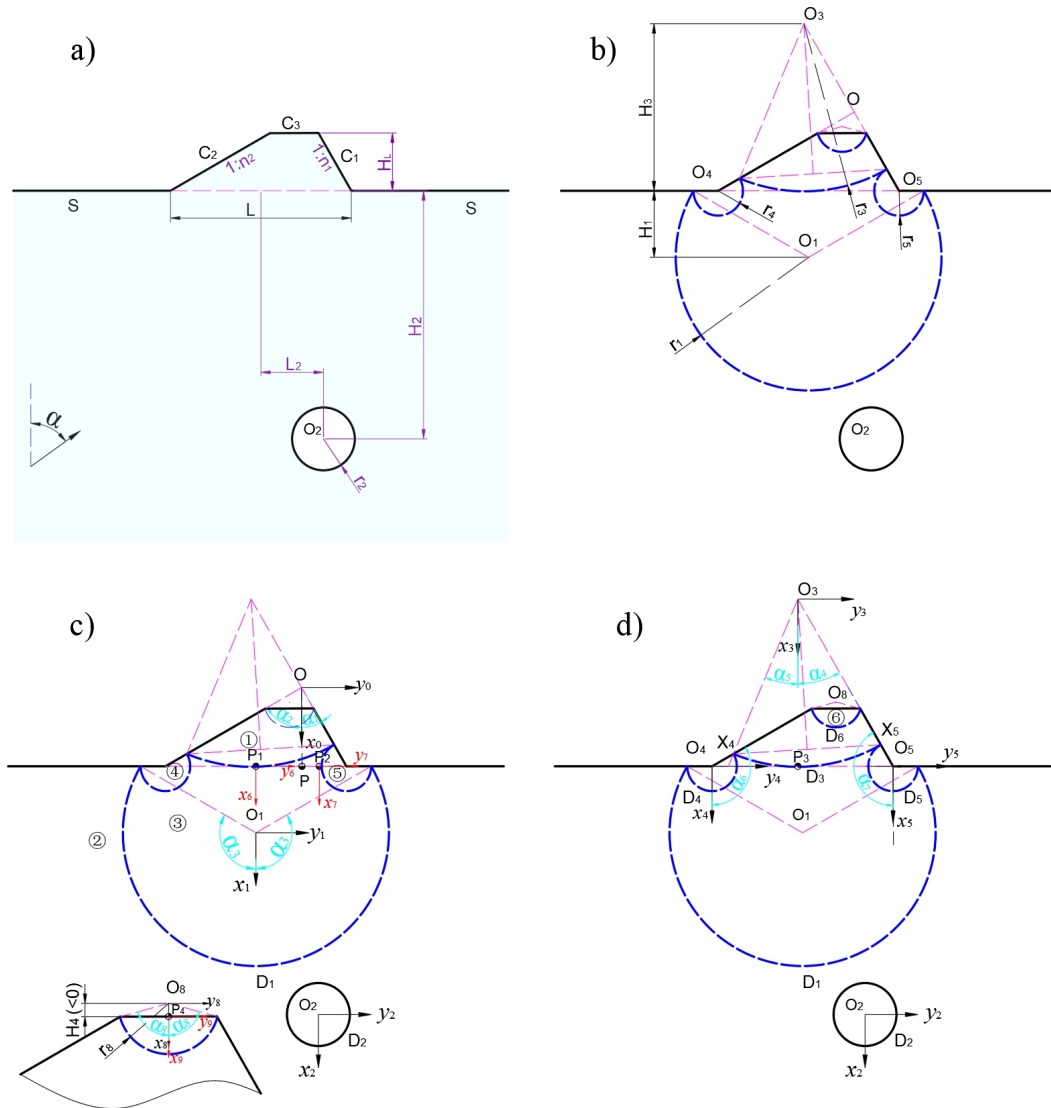 a)
C₃
C₂
1:n₂
1:n₁
C₁
H_L
S
L
S
H₂
L₂
α
O₂
r₂
b)
O₃
H₃
O
O₄
O₅
r₃
r₄
r₅
H₁
O₁
r₁
O₂
c)
O
y₀
α₂
x₀
①
P₁
P₂
y₇
④
y₆
P
⑤
x₆
x₇
③
O₁
②
y₁
α₃
α₃
x₁
D₁
O₈
H₄(<0)
P₄
y₈
y₉
α₈
α₈
r₈
x₈
x₉
O₂
y₂
D₂
x₂
d)
O₃
y₃
x₃
α₅
α₄
O₈
⑥
D₆
X₄
X₅
O₄
P₃
O₅
y₅
y₄
D₃
α₆
α₇
D₄
D₅
x₄
O₁
x₅
D₁
O₂
y₂
D₂
x₂